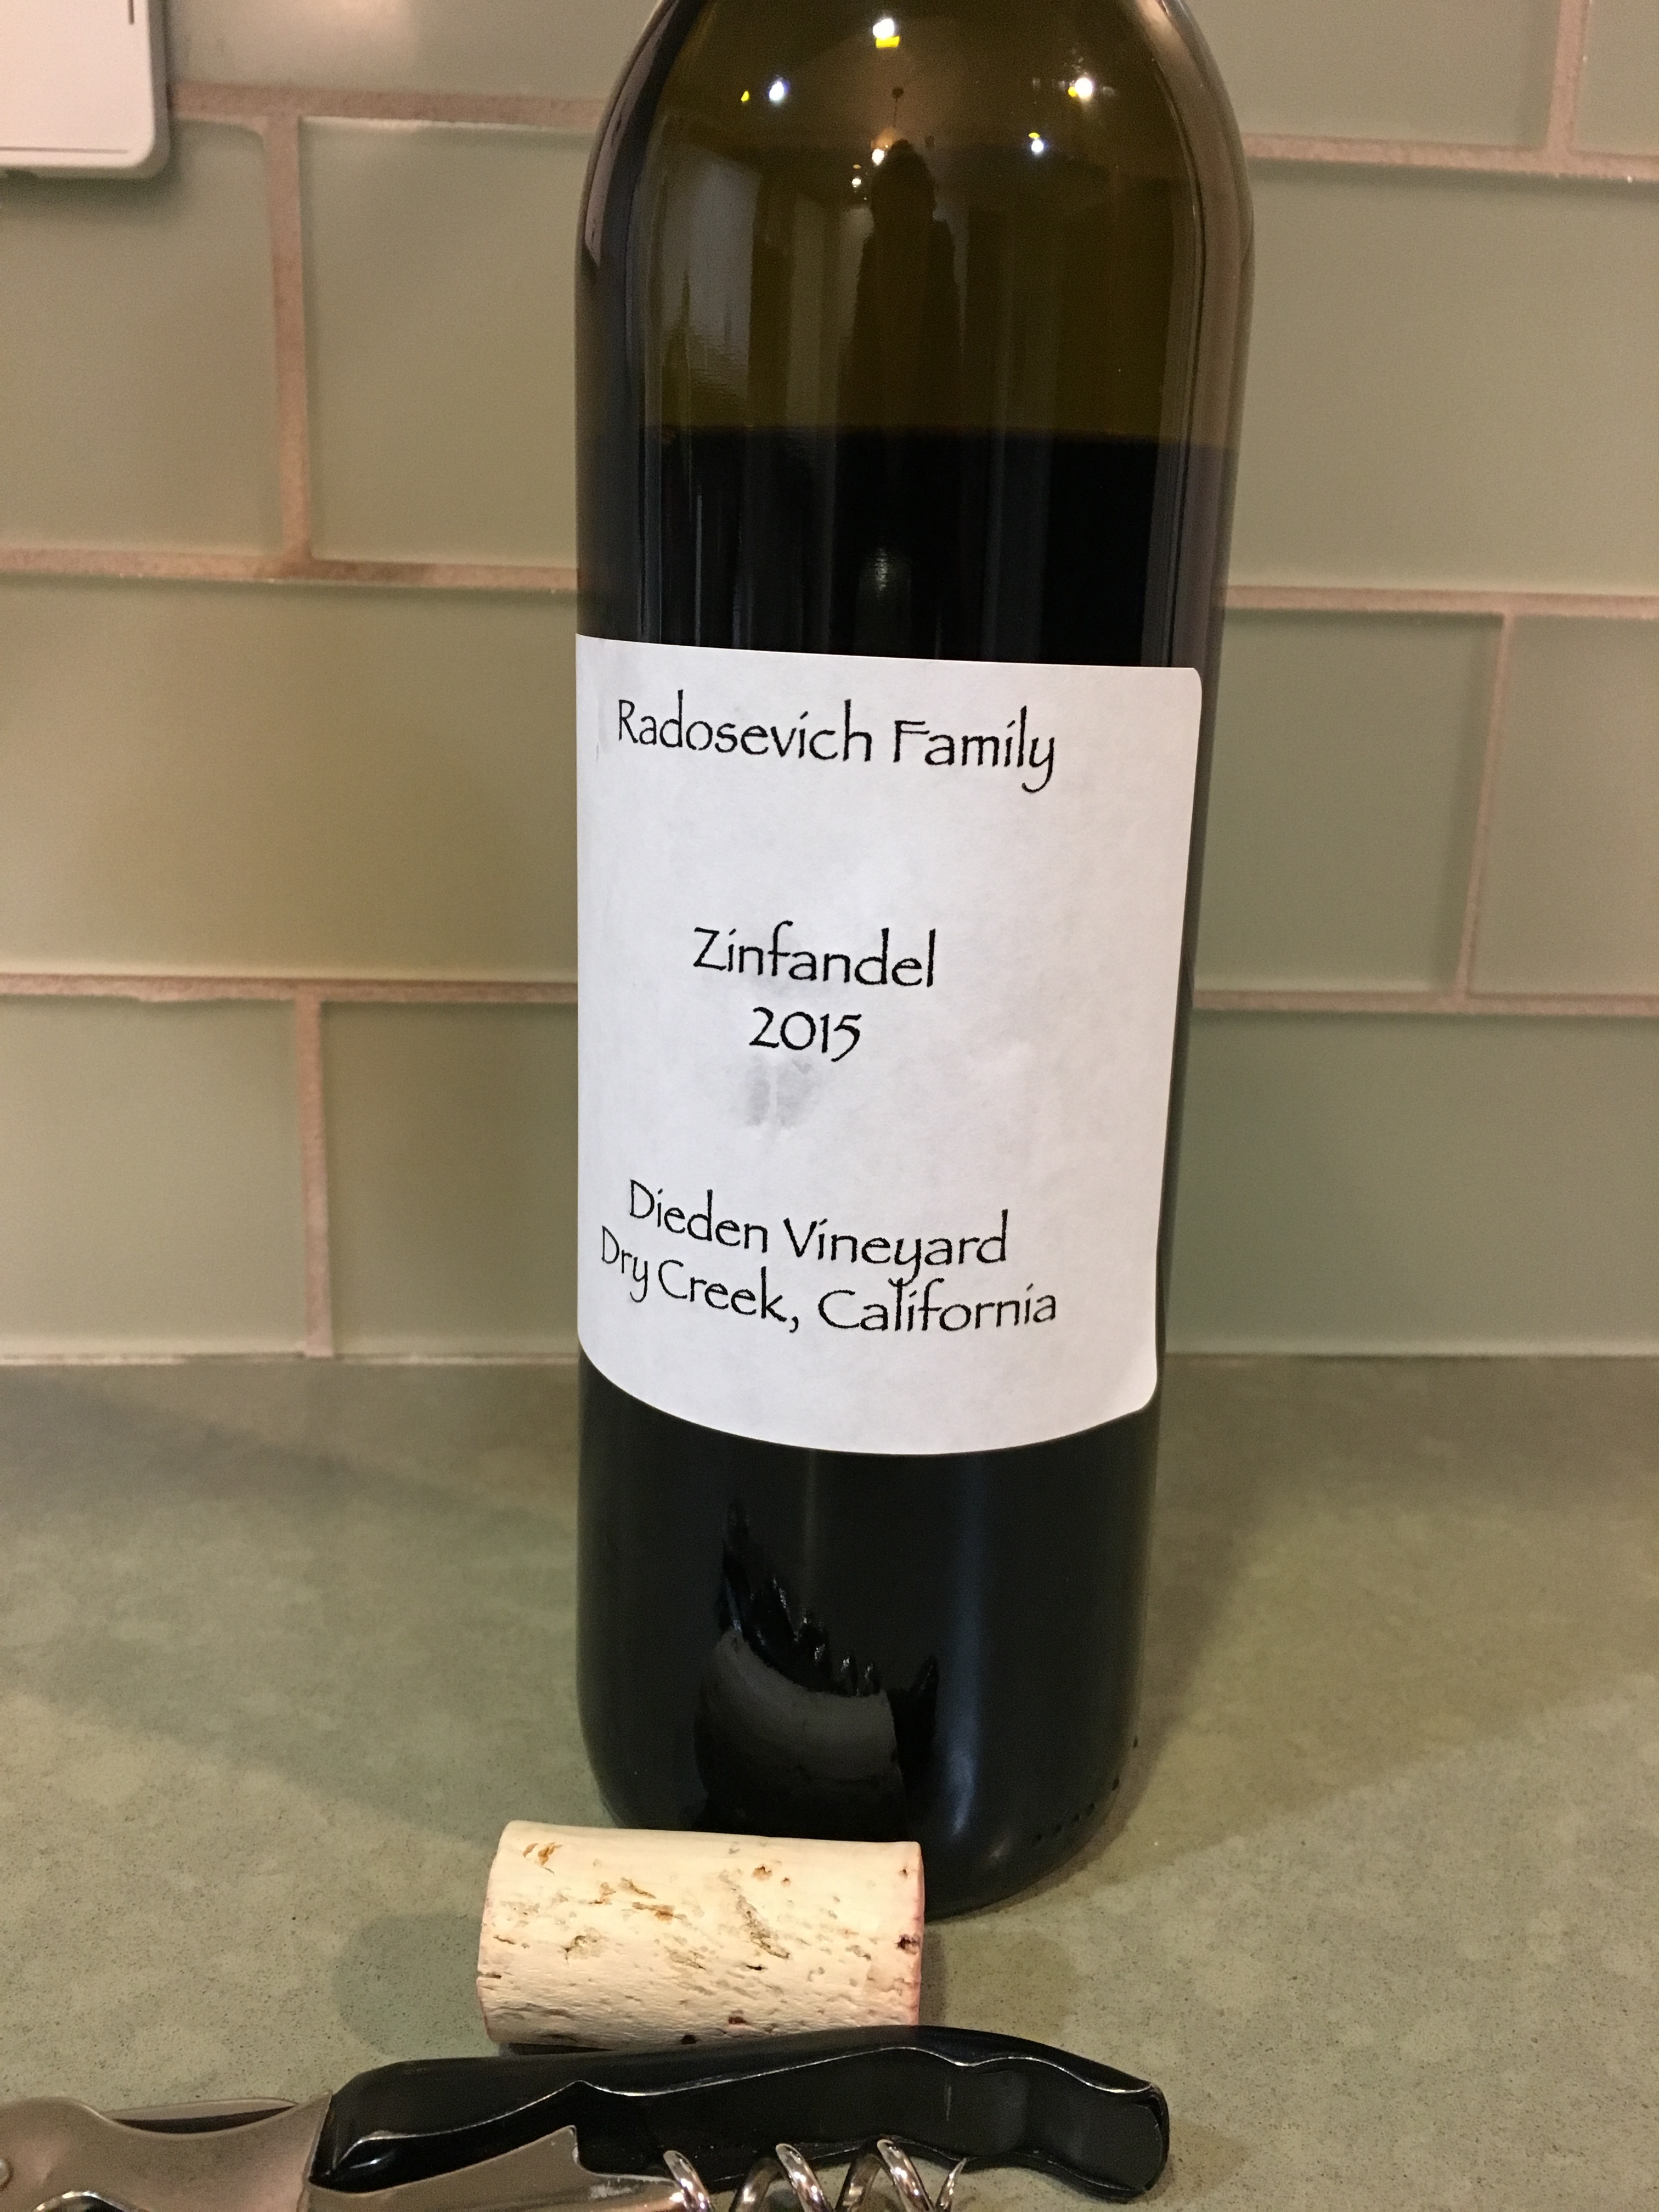 Radosevich Family
Zinfandel
2015
Dieden Vineyard
Dry Creek, California